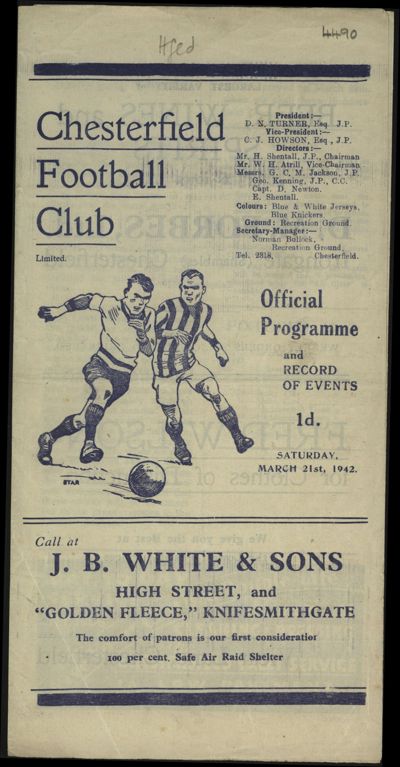 4490
Chesterfield
Football
Club
Limited.
President:—
D. N. TURNER, Esq., J.P.
Vice-President:—
C. J. HOWSON, Esq., J.P.
Directors:—
Mr. H. Shentall, J.P., Chairman
Mr. W. H. Atrill, Vice-Chairman
Messrs. G. C. M. Jackson, J.P.
Geo. Kenning, J.P., C.C.
Capt. D. Newton.
E. Shentall.
Colours: Blue & White Jerseys,
Blue Knickers
Ground: Recreation Ground
Secretary-Manager:—
Norman Bullock,
Recreation Ground
Tel. 2318, Chesterfield.
Official
Programme
and
RECORD
OF EVENTS
1d.
SATURDAY,
MARCH 21st, 1942.
STAR
Call at
J. B. WHITE & SONS
HIGH STREET, and
“GOLDEN FLEECE,” KNIFESMITHGATE
The comfort of patrons is our first consideration
100 per cent. Safe Air Raid Shelter